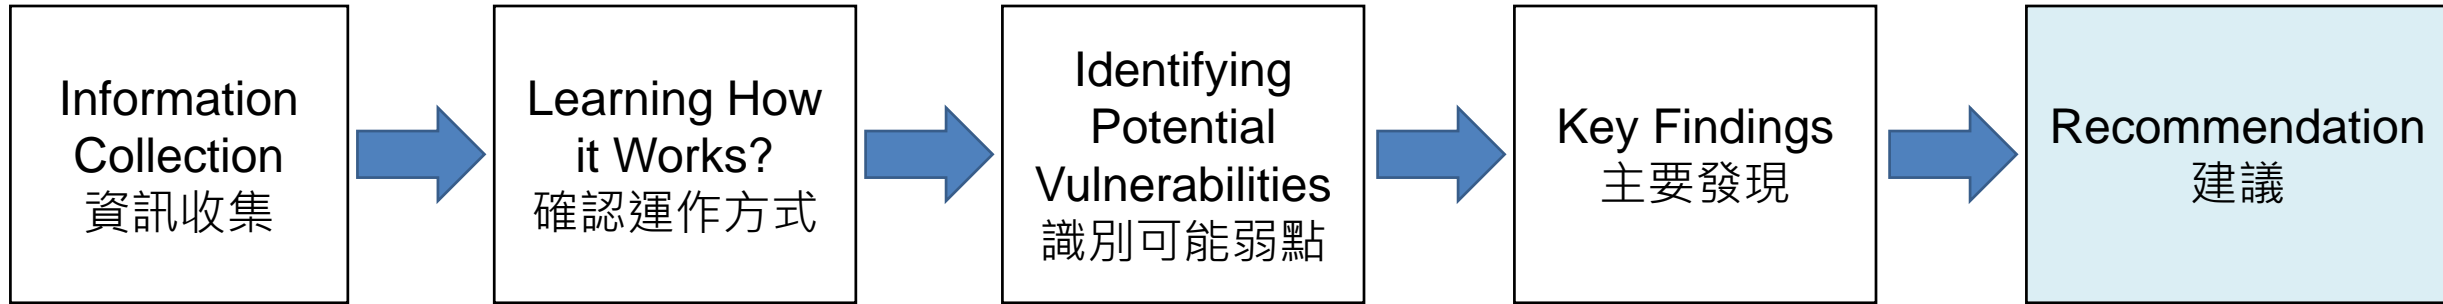 Information
Collection
資訊收集
Learning How
it Works?
確認運作方式
Identifying
Potential
Vulnerabilities
識別可能弱點
Key Findings
主要發現
Recommendation
建議